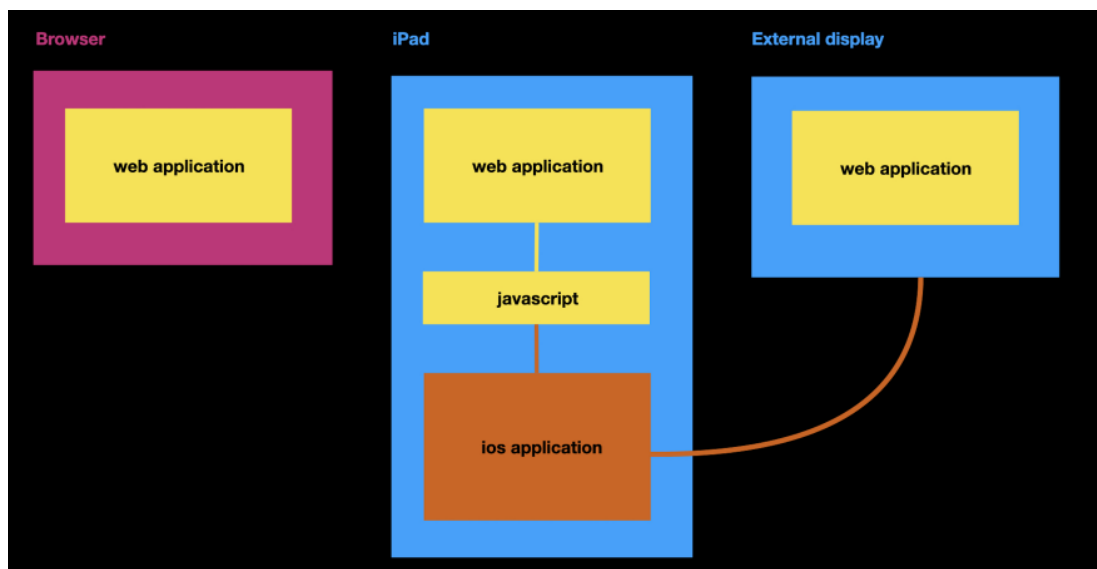 Browser
iPad
External display
web application
web application
web application
javascript
ios application